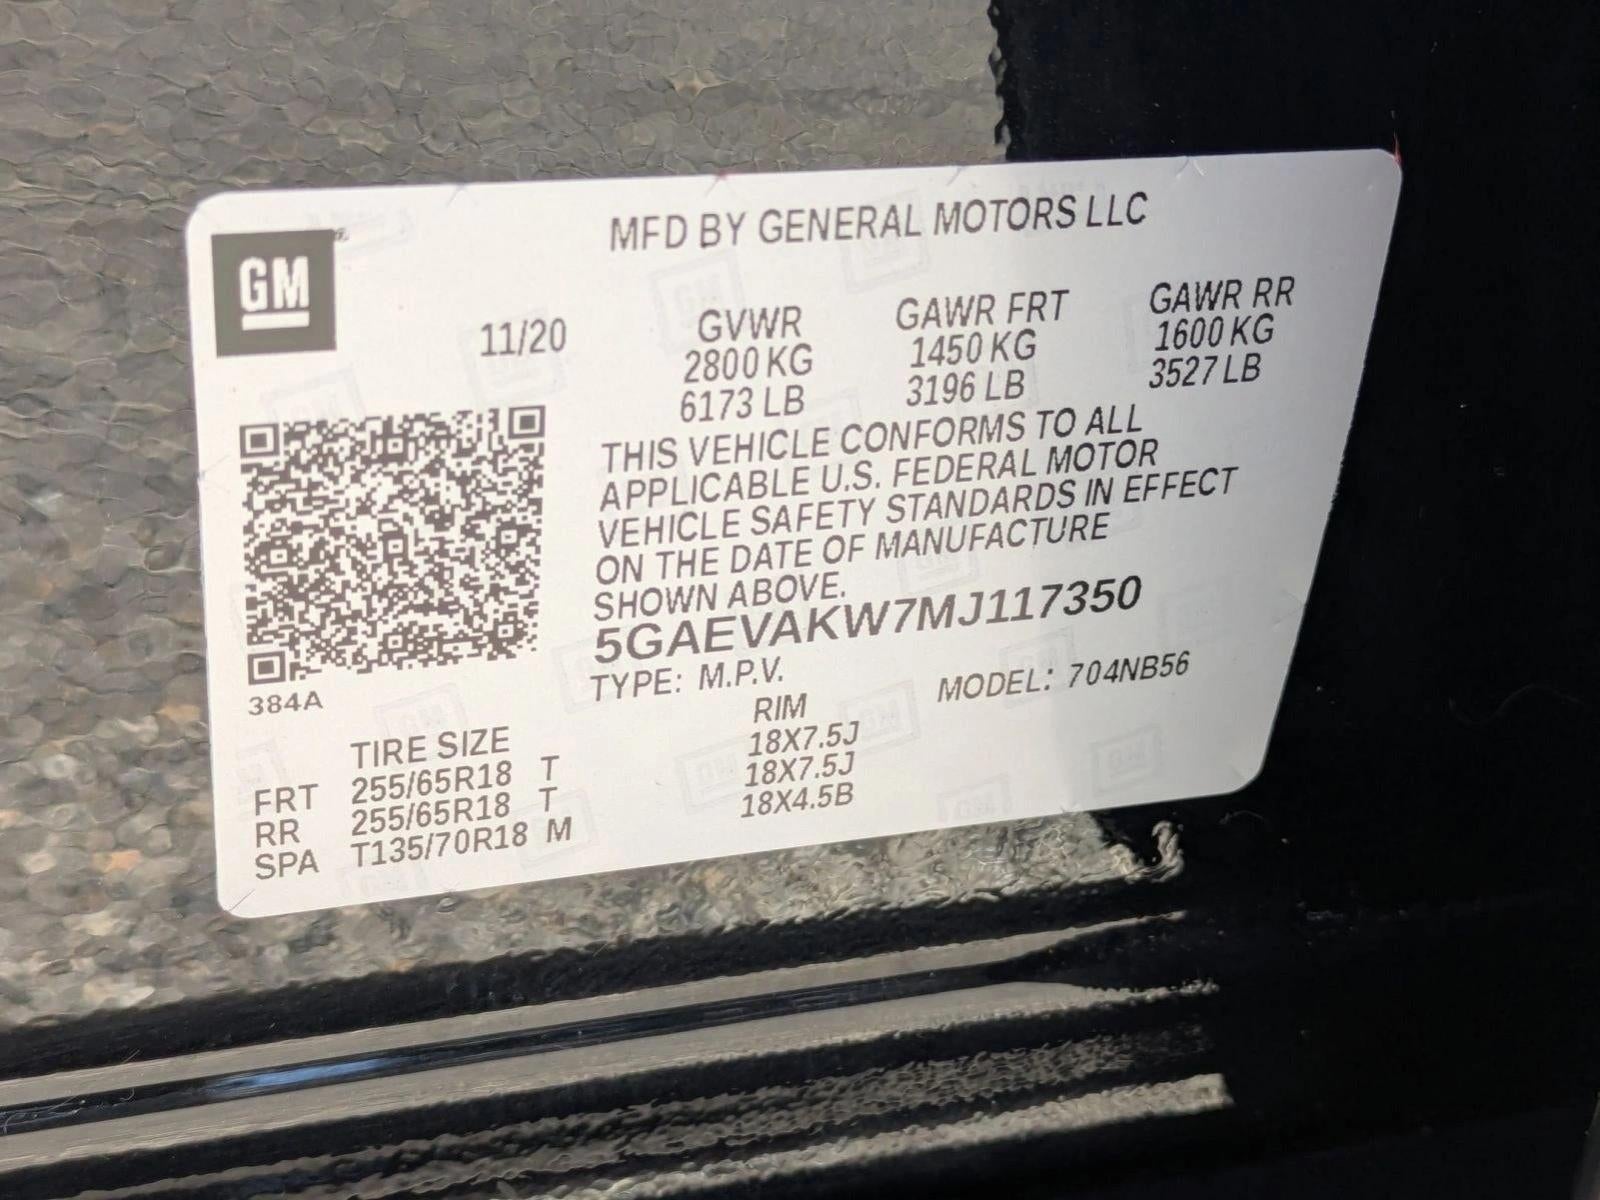 MFD BY GENERAL MOTORS LLC
GM
11/20 GVWR GAWR FRT GAWR RR
2800 KG 1450 KG 1600 KG
6173 LB 3196 LB 3527 LB
THIS VEHICLE CONFORMS TO ALL
APPLICABLE U.S. FEDERAL MOTOR
VEHICLE SAFETY STANDARDS IN EFFECT
ON THE DATE OF MANUFACTURE
SHOWN ABOVE.
5GAEVAKW7MJ117350
TYPE: M.P.V. MODEL: 704NB56
384A
TIRE SIZE RIM
FRT 255/65R18 T 18X7.5J
RR 255/65R18 T 18X7.5J
SPA T135/70R18 M 18X4.5B